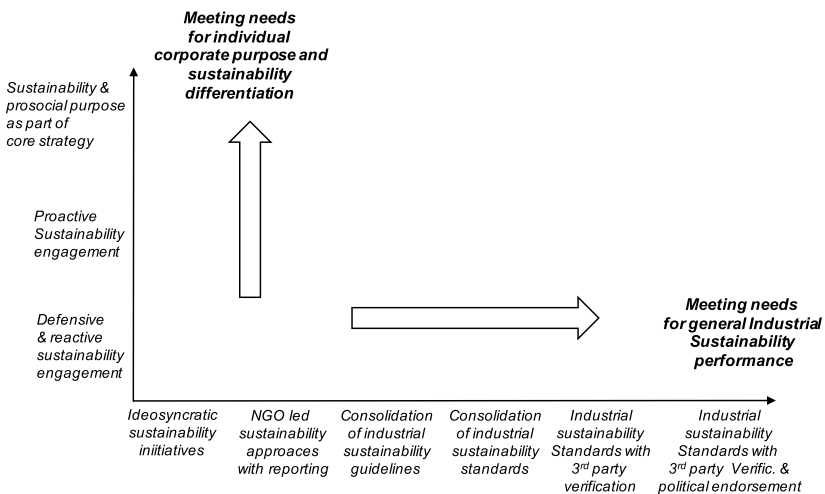 Meeting needs
for individual
corporate purpose and
sustainability
differentiation
Sustainability &
prosocial purpose
as part of
core strategy
Proactive
Sustainability
engagement
Defensive
& reactive
sustainability
engagement
Meeting needs
for general Industrial
Sustainability
performance
Ideosyncratic
sustainability
iniitiatives
NGO led
sustainability
approaces
with reporting
Consolidation
of industrial
sustainability
guidelines
Consolidation
of industrial
sustainability
standards
Industrial
sustainability
Standards with
3rd party
verification
Industrial
sustainability
Standards with
3rd party Verific. &
political endorsement